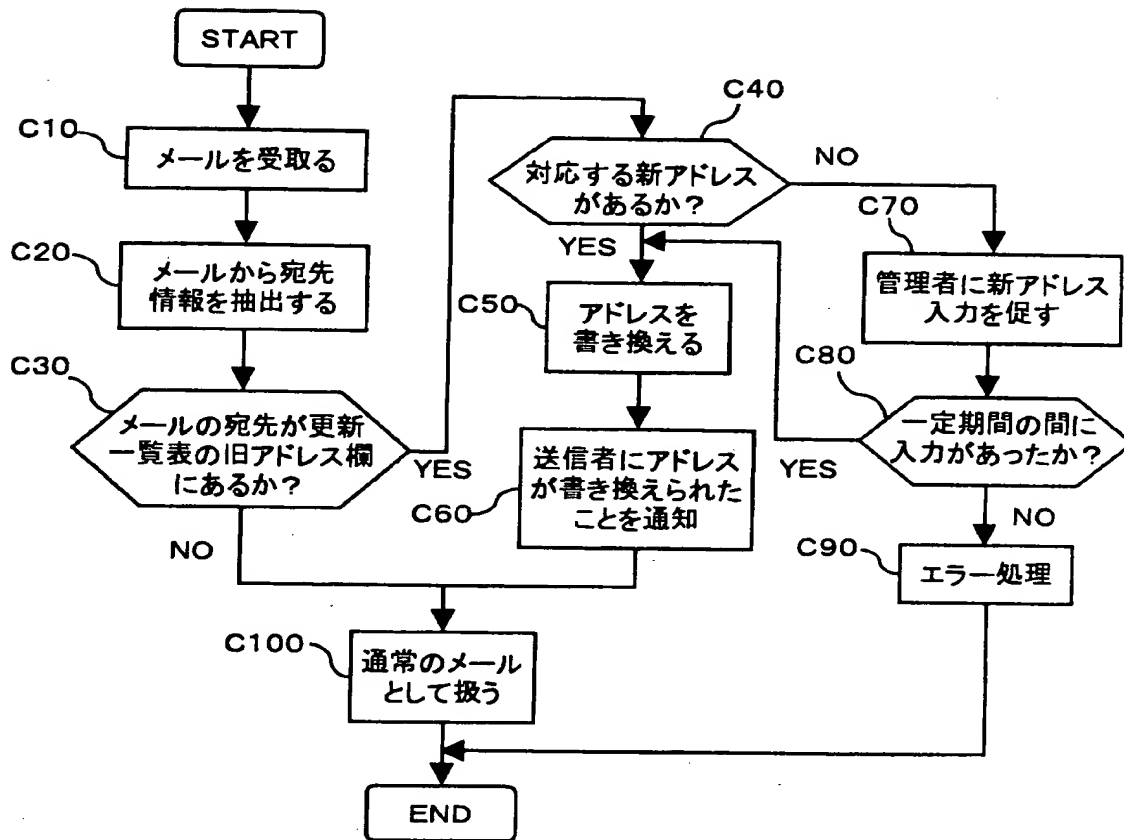 START
C10
メールを受取る
C20
メールから宛先
情報を抽出する
C30
メールの宛先が更新
一覧表の旧アドレス欄
にあるか?
YES
NO
C40
対応する新アドレス
があるか?
NO
YES
C50
アドレスを
書き換える
C60
送信者にアドレス
が書き換えられた
ことを通知
C70
管理者に新アドレス
入力を促す
C80
一定期間の間に
入力があったか?
YES
NO
C90
エラー処理
C100
通常のメール
として扱う
END